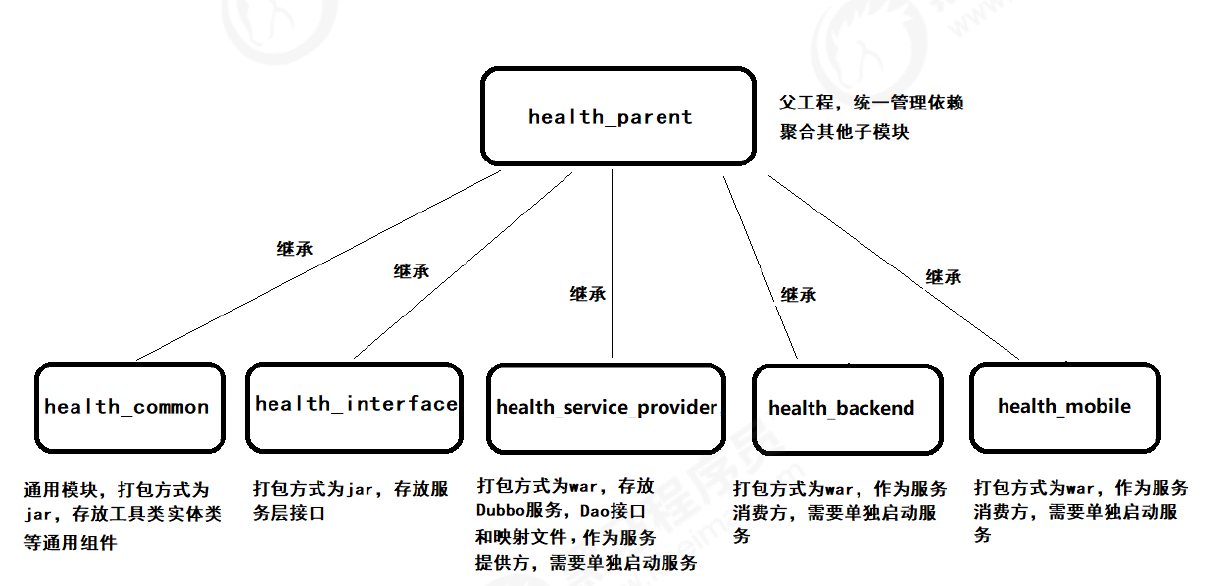 health_parent
父工程，统一管理依赖
聚合其他子模块
继承
继承
继承
继承
继承
health_common
health_interface
health_service_provider
health_backend
health_mobile
通用模块，打包方式为
jar，存放工具类实体类
等通用组件
打包方式为jar，存放服
务层接口
打包方式为war，存放
Dubbo服务，Dao接口
和映射文件，作为服务
提供方，需要单独启动服务
打包方式为war，作为服务
消费方，需要单独启动服
务
打包方式为war，作为服务
消费方，需要单独启动服
务